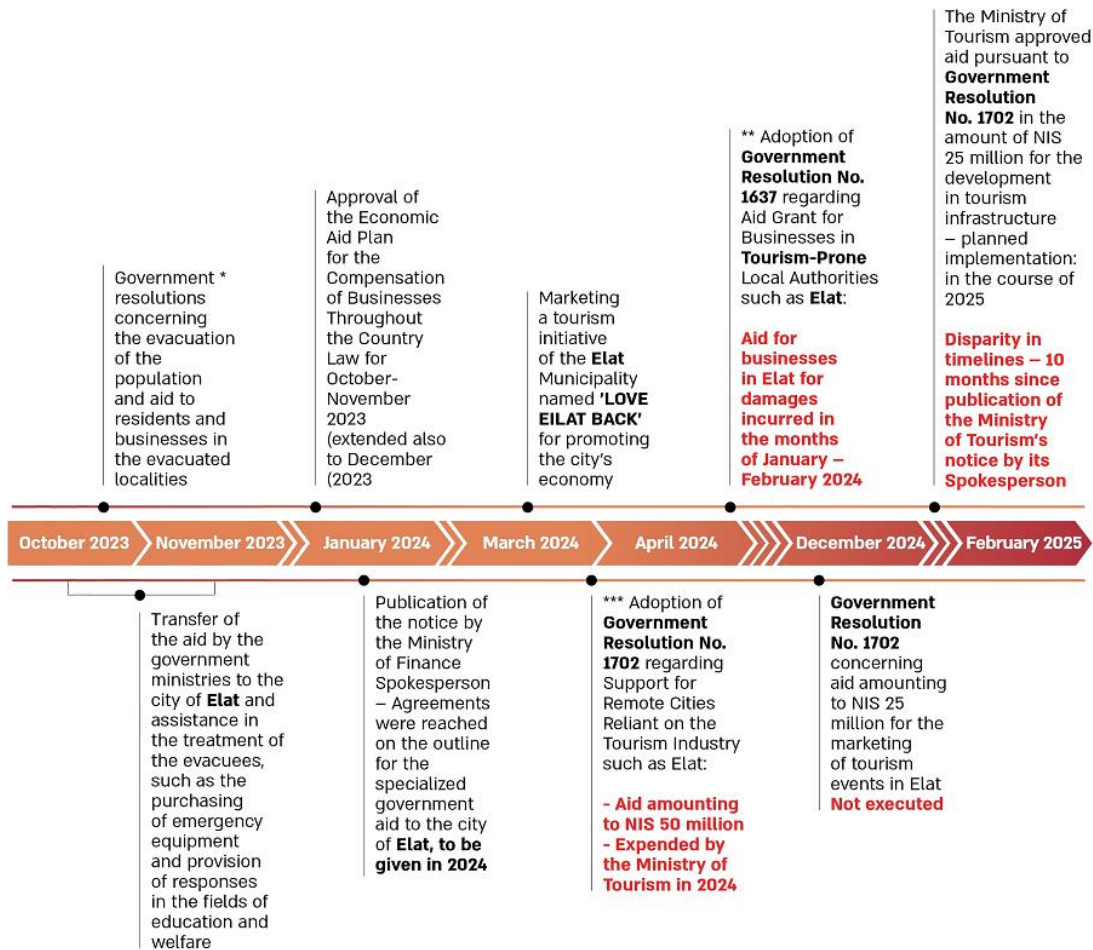 Government *
resolutions
concerning
the evacuation
of the
population
and aid to
residents and
businesses in
the evacuated
localities
Approval of
the Economic
Aid Plan
for the
Compensation
of Businesses
Throughout
the Country
Law for
October-
November
2023
(extended also
to December
(2023
Marketing
a tourism
initiative
of the Elat
Municipality
named 'LOVE
EILAT BACK'
for promoting
the city's
economy
** Adoption of
Government
Resolution No.
1637 regarding
Aid Grant for
Businesses in
Tourism-Prone
Local Authorities
such as Elat:
Aid for
businesses
in Elat for
damages
incurred in
the months
of January –
February 2024
The Ministry of
Tourism approved
aid pursuant to
Government
Resolution
No. 1702 in the
amount of NIS
25 million for the
development
in tourism
infrastructure
– planned
implementation:
in the course of
2025
Disparity in
timelines – 10
months since
publication of
the Ministry
of Tourism's
notice by its
Spokesperson
October 2023
November 2023
January 2024
March 2024
April 2024
December 2024
February 2025
Transfer of
the aid by the
government
ministries to the
city of Elat and
assistance in
the treatment of
the evacuees,
such as the
purchasing
of emergency
equipment
and provision
of responses
in the fields of
education and
welfare
Publication of
the notice by
the Ministry
of Finance
Spokesperson
– Agreements
were reached
on the outline
for the
specialized
government
aid to the city
of Elat, to be
given in 2024
*** Adoption of
Government
Resolution No.
1702 regarding
Support for
Remote Cities
Reliant on the
Tourism Industry
such as Elat:
- Aid amounting
to NIS 50 million
- Expended by
the Ministry of
Tourism in 2024
Government
Resolution
No. 1702
concerning
aid amounting
to NIS 25
million for the
marketing
of tourism
events in Elat
Not executed